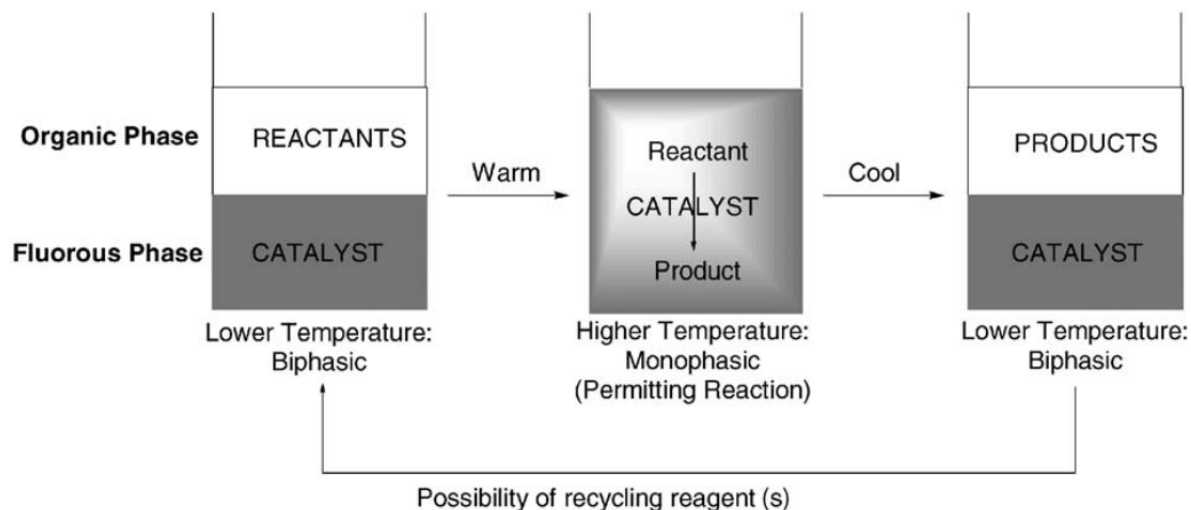 Organic Phase
REACTANTS
Fluorous Phase
CATALYST
Lower Temperature:
Biphasic
Warm
Reactant
CATALYST
Product
Higher Temperature:
Monophasic
(Permitting Reaction)
Cool
PRODUCTS
CATALYST
Lower Temperature:
Biphasic
Possibility of recycling reagent (s)